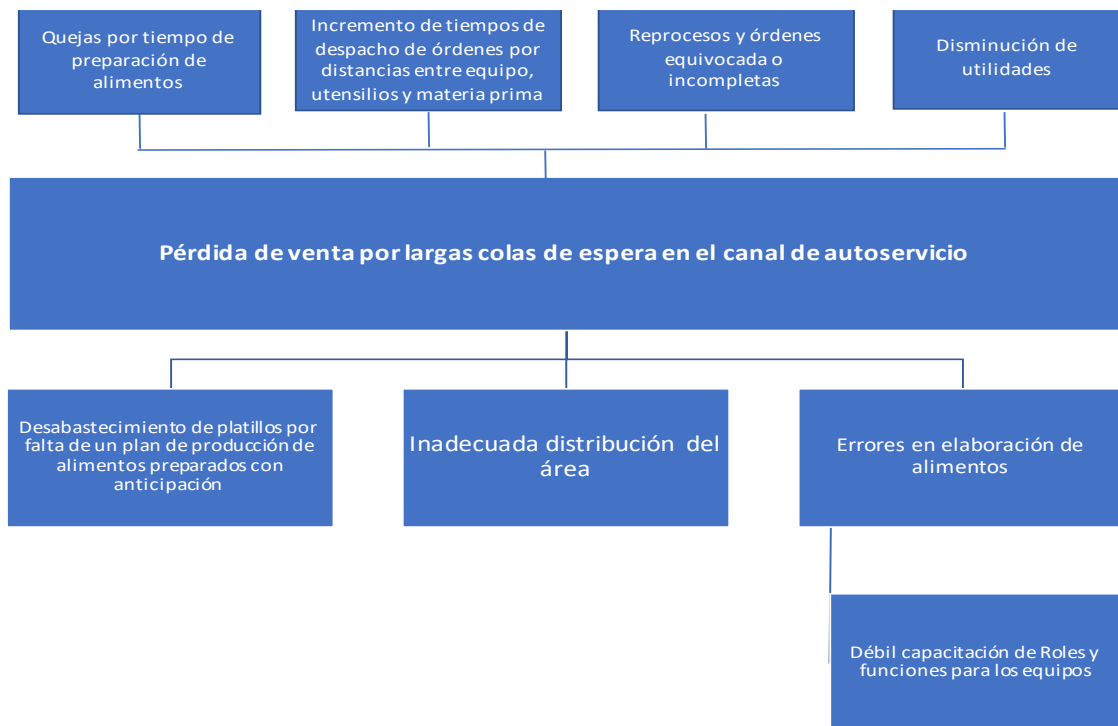 Quejas por tiempo de
preparación de
alimentos
Incremento de tiempos de
despacho de órdenes por
distancias entre equipo,
utensilios y materia prima
Reprocesos y órdenes
equivocada o
incompletas
Disminución de
utilidades
Pérdida de venta por largas colas de espera en el canal de autoservicio
Desabastecimiento de platillos por
falta de un plan de producción de
alimentos preparados con
anticipación
Inadecuada distribución del
área
Errores en elaboración de
alimentos
Débil capacitación de Roles y
funciones para los equipos